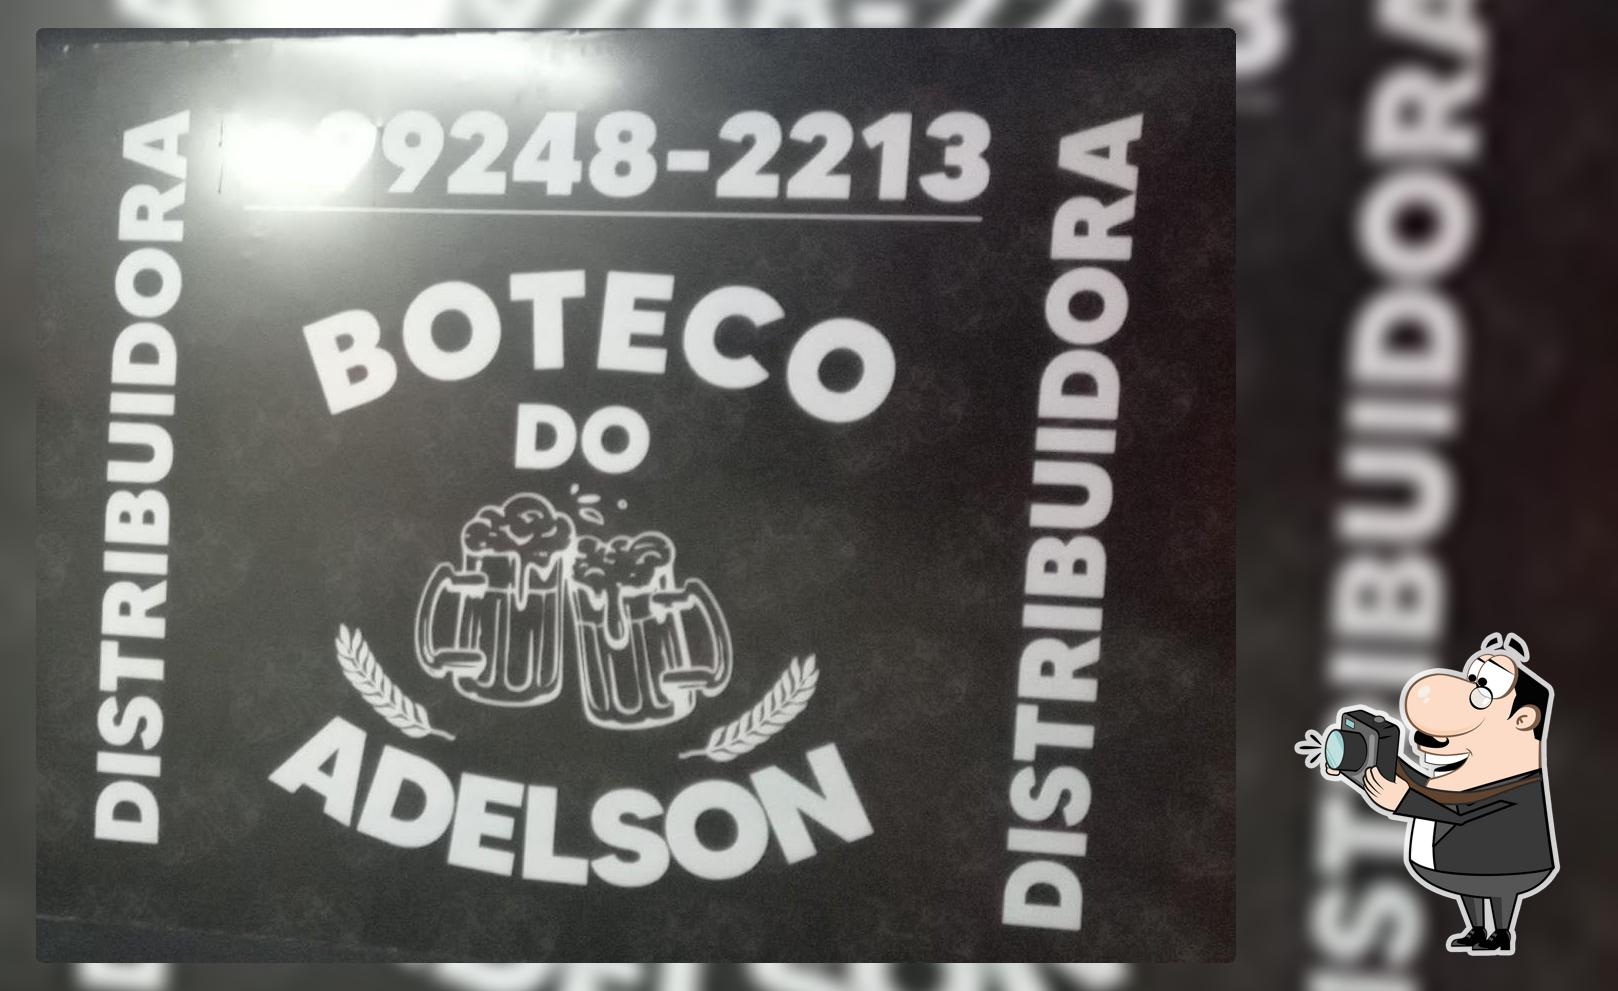 DISTRIBUIDORA
99248-2213
BOTECO
DO
ADELSON
DISTRIBUIDORA